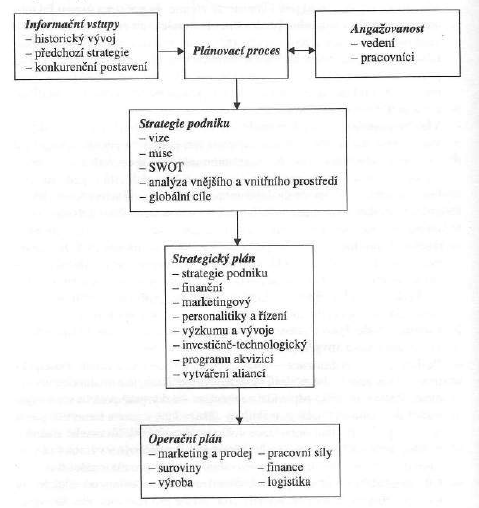 Informační vstupy
– historický vývoj
– předchozí strategie
– konkurenční postavení
Plánovací proces
Angažovanost
– vedení
– pracovníci
Strategie podniku
– vize
– mise
– SWOT
– analýza vnějšího a vnitřního prostředí
– globální cíle
Strategický plán
– strategie podniku
– finanční
– marketingový
– personalitiky a řízení
– výzkumu a vývoje
– investičně-technologický
– programu akvizicí
– vytváření aliancí
Operační plán
– marketing a prodej – pracovní síly
– suroviny – finance
– výroba – logistika